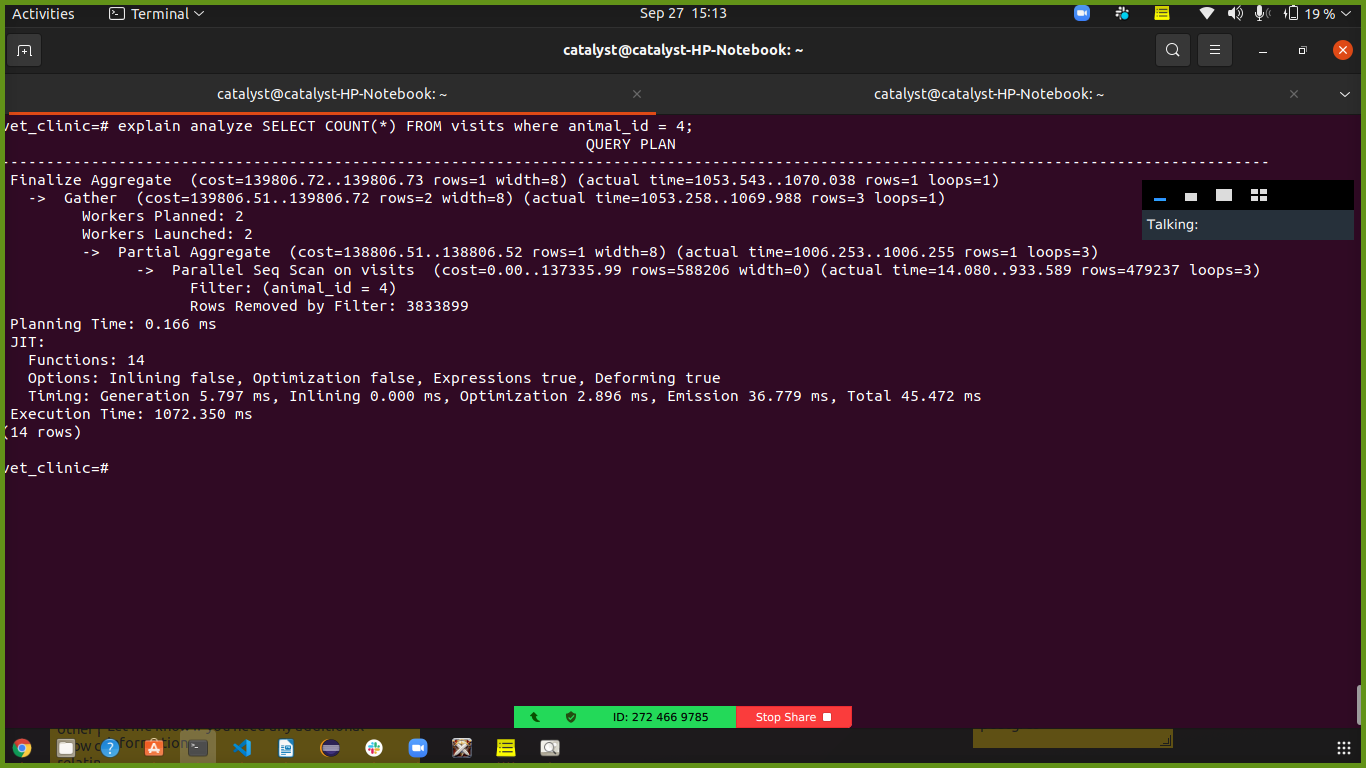 Activities
Terminal
Sep 27 15:13
19 %
catalyst@catalyst-HP-Notebook: ~
catalyst@catalyst-HP-Notebook: ~
catalyst@catalyst-HP-Notebook: ~
vet_clinic=# explain analyze SELECT COUNT(*) FROM visits where animal_id = 4;
QUERY PLAN
-----------------------------------------------------------------------------------------------------------------------------------------------
Finalize Aggregate  (cost=139806.72..139806.73 rows=1 width=8) (actual time=1053.543..1070.038 rows=1 loops=1)
  ->  Gather  (cost=139806.51..139806.72 rows=2 width=8) (actual time=1053.258..1069.988 rows=3 loops=1)
        Workers Planned: 2
        Workers Launched: 2
        ->  Partial Aggregate  (cost=138806.51..138806.52 rows=1 width=8) (actual time=1006.253..1006.255 rows=1 loops=3)
              ->  Parallel Seq Scan on visits  (cost=0.00..137335.99 rows=588206 width=0) (actual time=14.080..933.589 rows=479237 loops=3)
                    Filter: (animal_id = 4)
                    Rows Removed by Filter: 3833899
Planning Time: 0.166 ms
JIT:
  Functions: 14
  Options: Inlining false, Optimization false, Expressions true, Deforming true
  Timing: Generation 5.797 ms, Inlining 0.000 ms, Optimization 2.896 ms, Emission 36.779 ms, Total 45.472 ms
Execution Time: 1072.350 ms
(14 rows)
vet_clinic=#
Talking:
ID: 272 466 9785
Stop Share